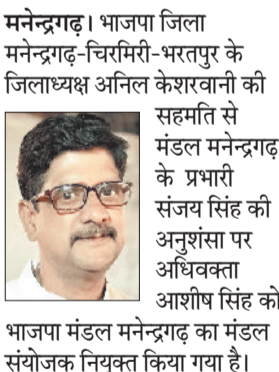 मनेन्द्रगढ़। भाजपा जिला
मनेन्द्रगढ़-चिरमिरी-भरतपुर के
जिलाध्यक्ष अनिल केशरवानी की
सहमति से
मंडल मनेन्द्रगढ़
के प्रभारी
संजय सिंह की
अनुशंसा पर
अधिवक्ता
आशीष सिंह को
भाजपा मंडल मनेन्द्रगढ़ का मंडल
संयोजक नियुक्त किया गया है।